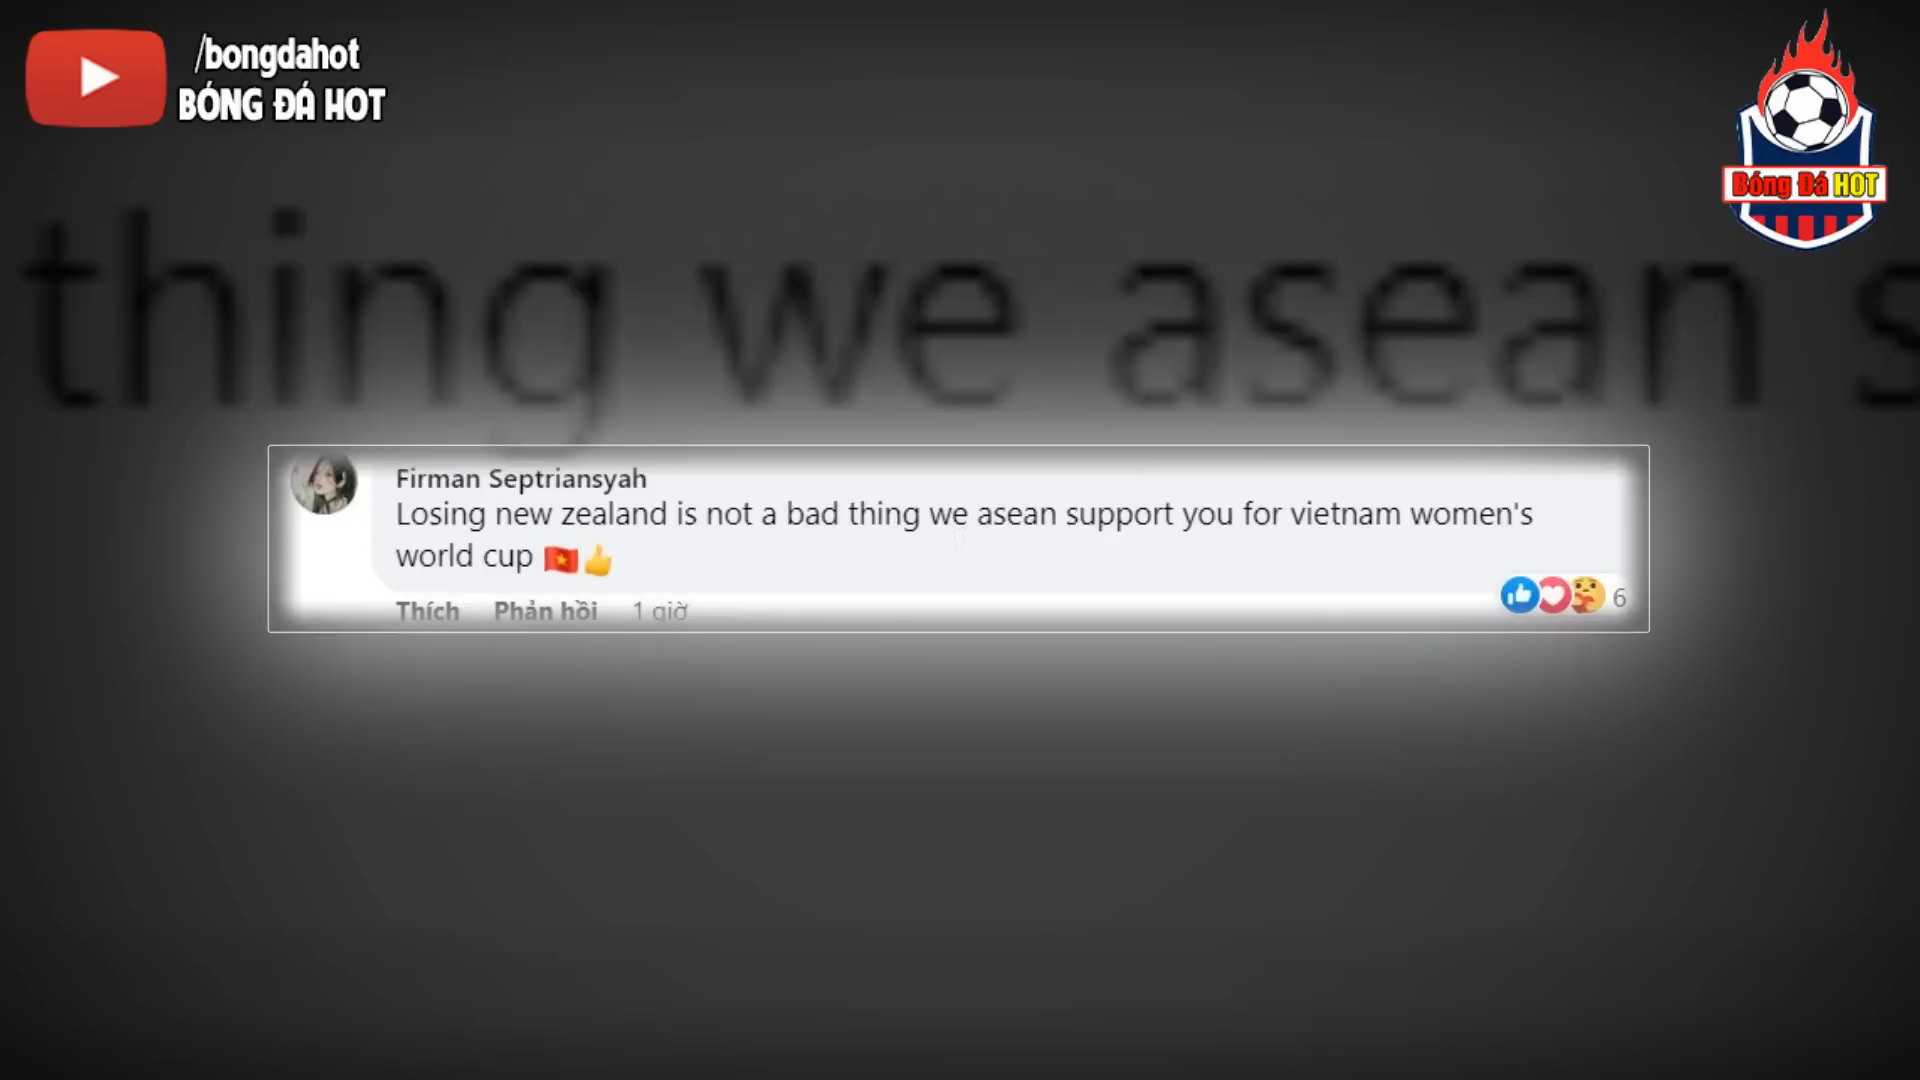 /bongdahot
BÓNG ĐÁ HOT
Bóng Đá HOT
thing we asean s
Firman Septriansyah
Losing new zealand is not a bad thing we asean support you for vietnam women's
world cup 🇻🇳👍
Thích Phản hồi 1 giờ
6